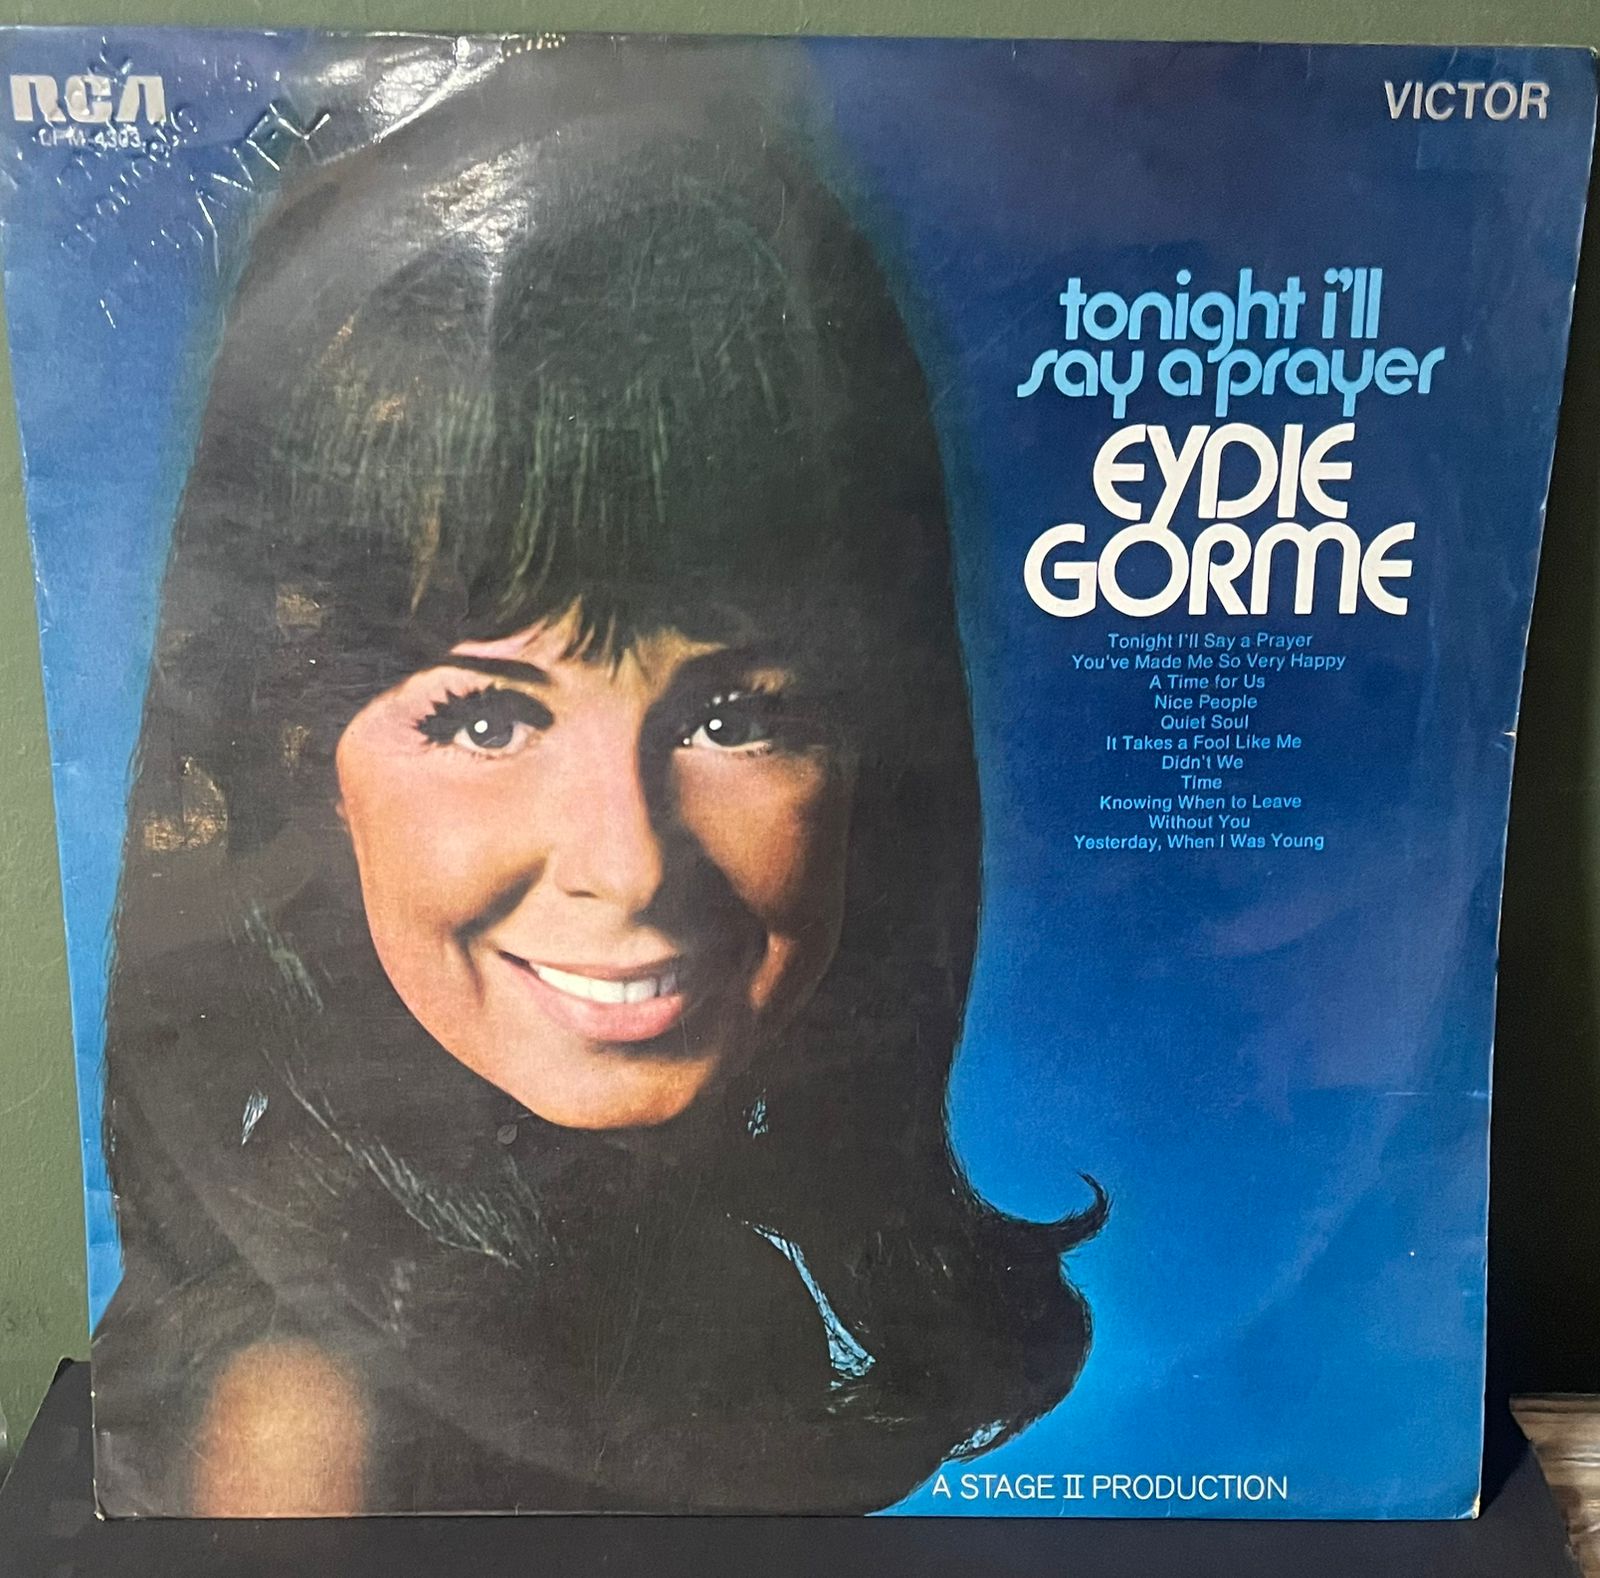 RCA
VICTOR
tonight i'll
say a prayer
EYDIE
GORMÉ
Tonight I'll Say a Prayer
You've Made Me So Very Happy
A Time for Us
Nice People
Quiet Soul
It Takes a Fool Like Me
Didn't We
Time
Knowing When to Leave
Without You
Yesterday, When I Was Young
A STAGE II PRODUCTION